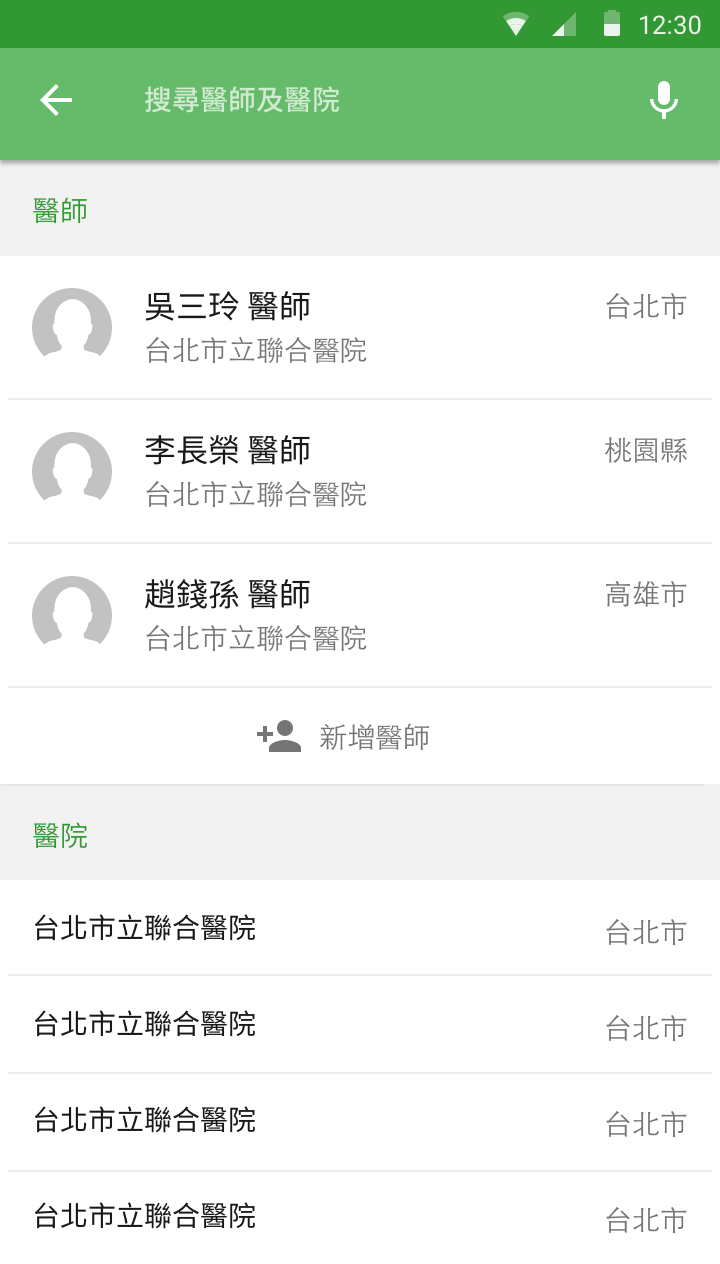 12:30
搜尋醫師及醫院
醫師
吳三玲 醫師 台北市
台北市立聯合醫院
李長榮 醫師 桃園縣
台北市立聯合醫院
趙錢孫 醫師 高雄市
台北市立聯合醫院
新增醫師
醫院
台北市立聯合醫院 台北市
台北市立聯合醫院 台北市
台北市立聯合醫院 台北市
台北市立聯合醫院 台北市